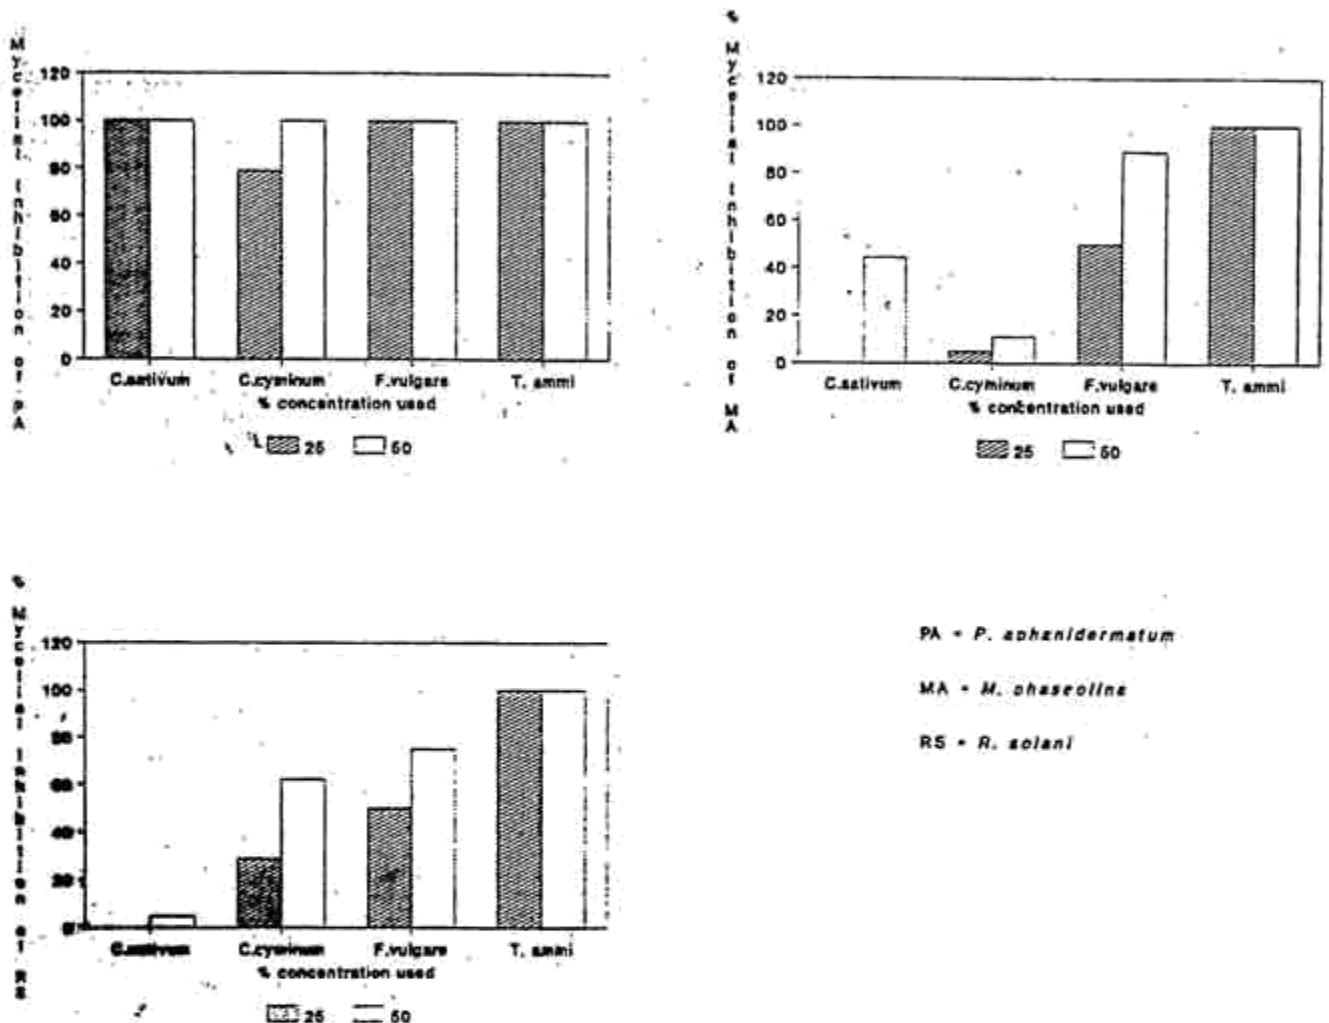 Mycelial Inhibition of PA
120
100
80
60
40
20
0
C.sativum C.cyminum F.vulgare T. ammi
% concentration used
25 50
% Mycelial Inhibition of MA
120
100
80
60
40
20
0
C.sativum C.cyminum F.vulgare T. ammi
% concentration used
25 50
% Mycelial Inhibition of RS
120
100
80
60
40
20
0
C.sativum C.cyminum F.vulgare T. ammi
% concentration used
25 50
PA = P. aphanidermatum
MA = M. phaseolina
RS = R. solani